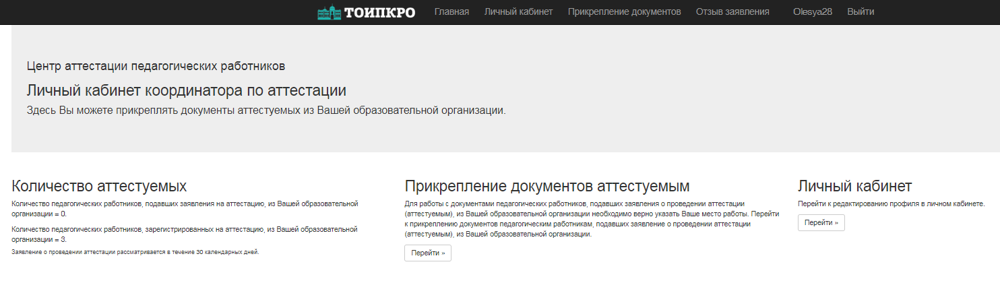 ТОИПКРО Главная Личный кабинет Прикрепление документов Отзыв заявления Olesya28 Выйти
Центр аттестации педагогических работников
Личный кабинет координатора по аттестации
Здесь Вы можете прикреплять документы аттестуемых из Вашей образовательной организации.
Количество аттестуемых
Количество педагогических работников, подавших заявления на аттестацию, из Вашей образовательной
организации = 0.
Количество педагогических работников, зарегистрированных на аттестацию, из Вашей образовательной
организации = 3.
Заявление о проведении аттестации рассматривается в течение 30 календарных дней.
Прикрепление документов аттестуемым
Для работы с документами педагогических работников, подавших заявления о проведении аттестации
(аттестуемым), из Вашей образовательной организации необходимо верно указать Ваше место работы. Перейти
к прикреплению документов педагогическим работникам, подавших заявление о проведении аттестации
(аттестуемым), из Вашей образовательной организации.
Перейти »
Личный кабинет
Перейти к редактированию профиля в личном кабинете.
Перейти »